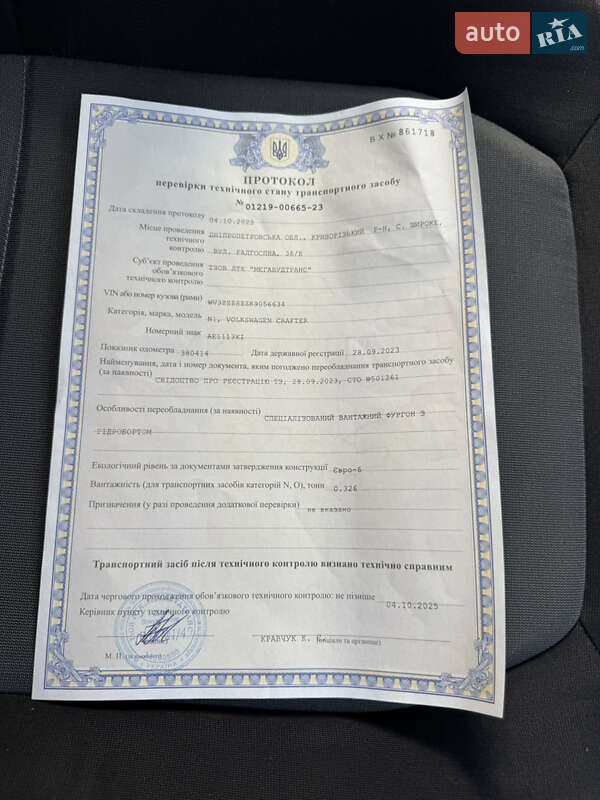 auto RIA .com
В Х № 861718
ПРОТОКОЛ
перевірки технічного стану транспортного засобу
№ 01219-00665-23
Дата складення протоколу 04.10.2023
Місце проведення технічного контролю ДНІПРОПЕТРОВСЬКА ОБЛ., КРИВОРІЗЬКИЙ Р-Н, С. ШИРОКЕ,
ВУЛ. РАДГОСПНА, 38/К
Суб'єкт проведення обов'язкового технічного контролю ТЗОВ ДТК "МЕГАБУДТРАНС"
VIN або номер кузова (рами) WV3ZZZSZZK9056634
Категорія, марка, модель N1, VOLKSWAGEN CRAFTER
Номерний знак
Показник одометра 380414 Дата державної реєстрації 28.09.2023
Найменування, дата і номер документа, яким погоджено переобладнання транспортного засобу
(за наявності) СВІДОЦТВО ПРО РЕЄСТРАЦІЮ ТЗ, 28.09.2023, СТО №501261
Особливості переобладнання (за наявності) СПЕЦІАЛІЗОВАНИЙ ВАНТАЖНИЙ ФУРГОН З
ГІДРОБОРТОМ
Екологічний рівень за документами затвердження конструкції Євро-6
Вантажність (для транспортних засобів категорій N, O), тонн 0.326
Призначення (у разі проведення додаткової перевірки) не вказано
Транспортний засіб після технічного контролю визнано технічно справним
Дата чергового проходження обов'язкового технічного контролю: не пізніше 04.10.2025
Керівник пункту технічного контролю
КРАВЧУК К. (ініціали та прізвище)
М. П.